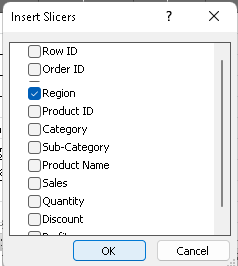 Insert Slicers ? ×
Row ID
Order ID
Region
Product ID
Category
Sub-Category
Product Name
Sales
Quantity
Discount
OK Cancel